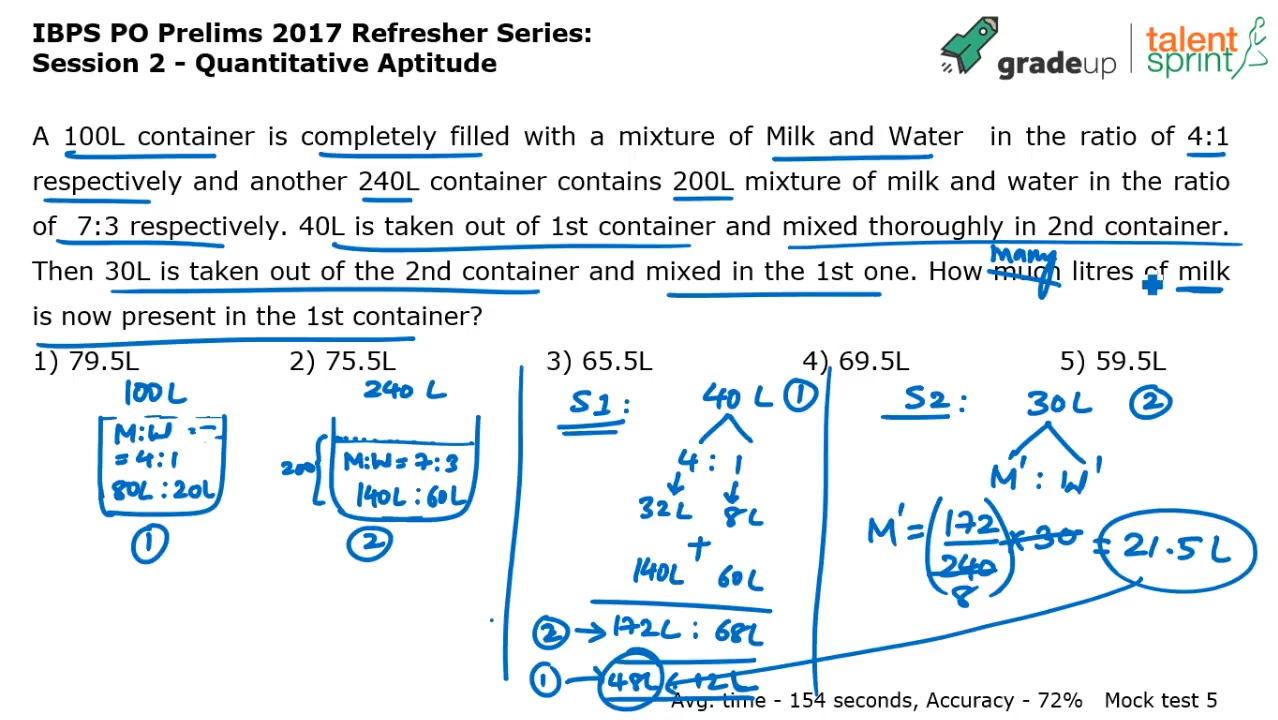 IBPS PO Prelims 2017 Refresher Series:
Session 2 - Quantitative Aptitude
gradeup
talent
sprint
A 100L container is completely filled with a mixture of Milk and Water in the ratio of 4:1
respectively and another 240L container contains 200L mixture of milk and water in the ratio
of 7:3 respectively. 40L is taken out of 1st container and mixed thoroughly in 2nd container.
Many
Then 30L is taken out of the 2nd container and mixed in the 1st one. How much litres of milk
is now present in the 1st container?
1) 79.5L 2) 75.5L 3) 65.5L 4) 69.5L 5) 59.5L
100L
M:W =
= 4:1
80L : 20L
1
240 L
200
M:W = 7:3
140L : 60L
2
S1 : 40 L 1
4 : 1
32L 8L
+
140L 60L
2 → 172L : 68L
1 → 48L 12L
S2 : 30L 2
M' : W'
M' = (172/240) × 30 = 21.5 L
8
Avg. time - 154 seconds, Accuracy - 72% Mock test 5